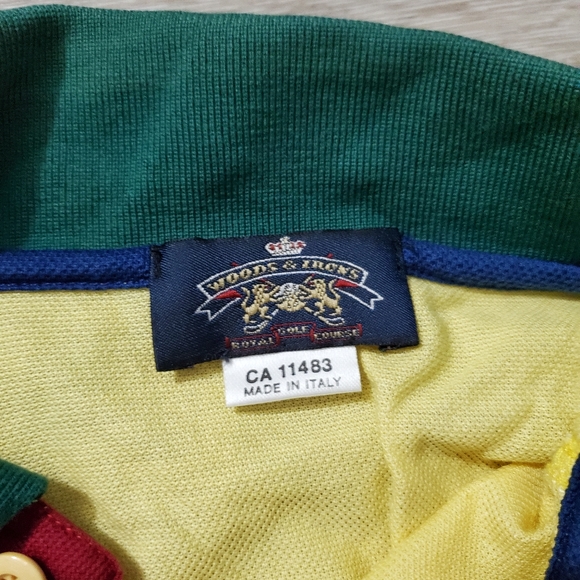 WOODS & IRONS
ROYAL GOLF COURSE
CA 11483
MADE IN ITALY